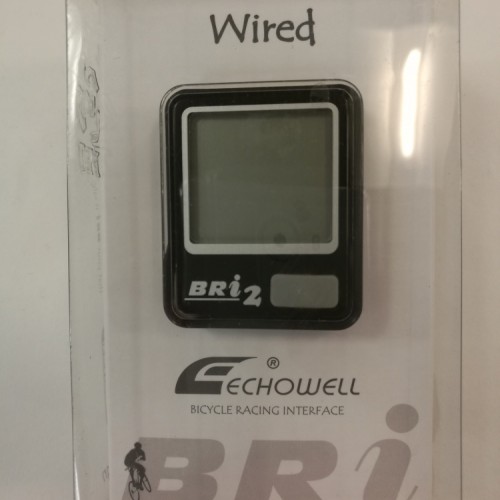 Wired
BRi2
ECHOWELL®
BICYCLE RACING INTERFACE
BRi